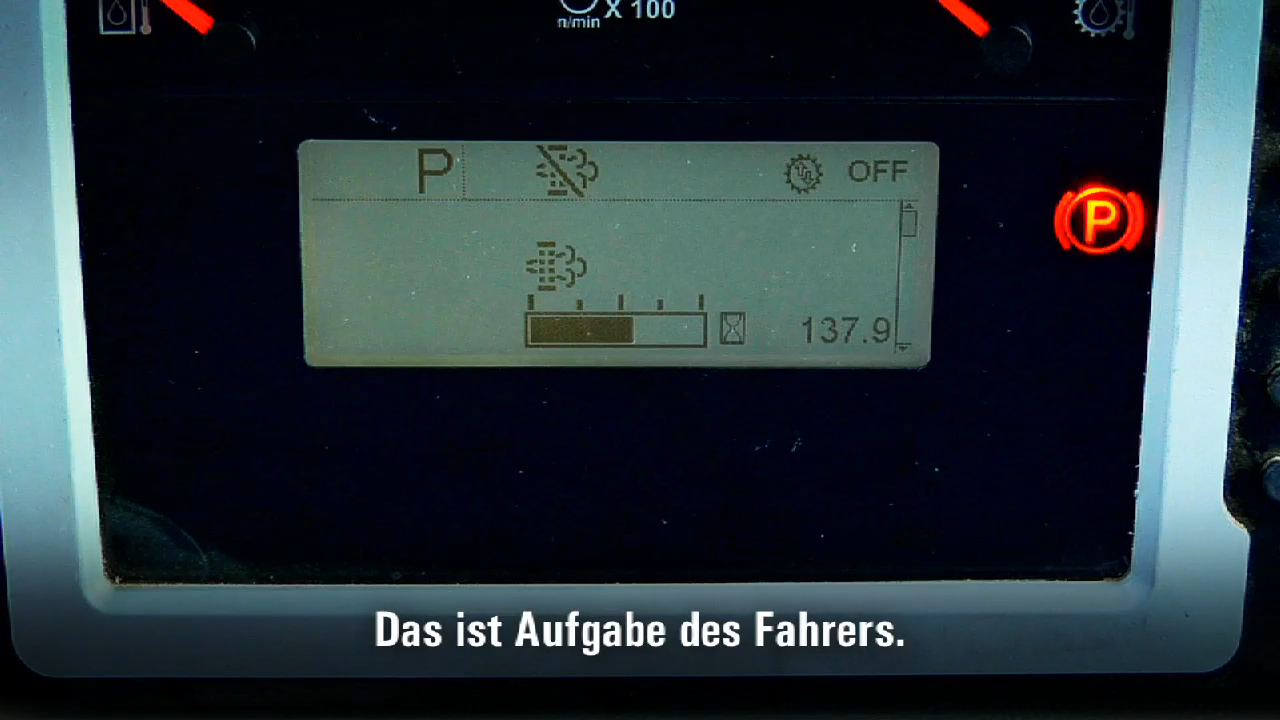 n/min X 100
P OFF
P
137.9
Das ist Aufgabe des Fahrers.